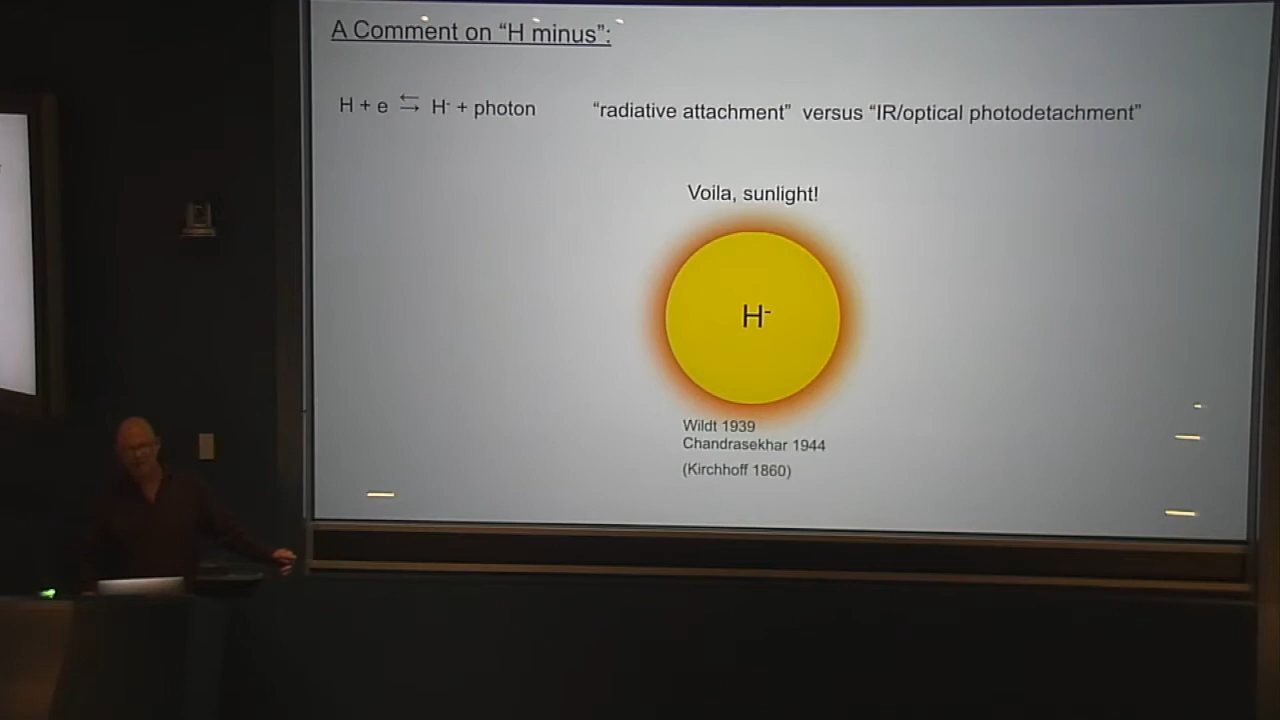 A Comment on “H minus”:
H + e ⇆ H⁻ + photon “radiative attachment” versus “IR/optical photodetachment”
Voila, sunlight!
H⁻
Wildt 1939
Chandrasekhar 1944
(Kirchhoff 1860)